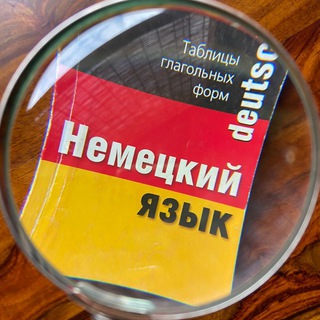 Таблицы
глагольных
форм
deutsc
Немецкий
язык